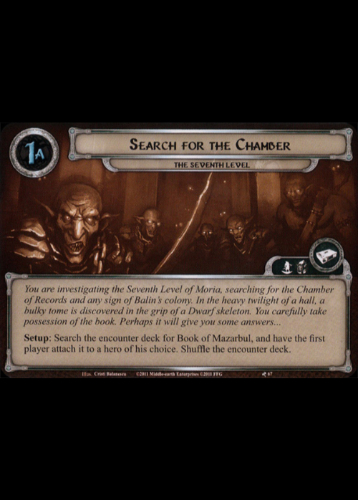 1A
SEARCH FOR THE CHAMBER
THE SEVENTH LEVEL
You are investigating the Seventh Level of Moria, searching for the Chamber
of Records and any sign of Balin's colony. In the heavy twilight of a hall, a
bulky tome is discovered in the grip of a Dwarf skeleton. You carefully take
possession of the book. Perhaps it will give you some answers...
Setup: Search the encounter deck for Book of Mazarbul, and have the first
player attach it to a hero of his choice. Shuffle the encounter deck.
Illus. Cristi Balanescu ©2011 Middle-earth Enterprises ©2011 FFG 67